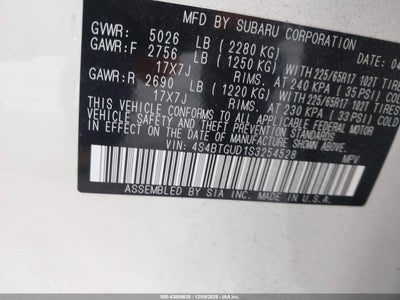 MFD BY SUBARU CORPORATION
GVWR: 5026 LB (2280 KG) DATE: 04
GAWR:F 2756 LB (1250 KG) WITH 225/65R17 102T TIRES
17X7J RIMS, AT 240 KPA (35 PSI) COLD
GAWR:R 2690 LB (1220 KG) WITH 225/65R17 102T TIRES
17X7J RIMS, AT 230 KPA (33 PSI) COLD
THIS VEHICLE CONFORMS TO ALL
APPLICABLE FEDERAL MOTOR
VEHICLE SAFETY, BUMPER AND
THEFT PREVENTION STANDARDS
IN EFFECT ON THE DATE OF
MANUFACTURE SHOWN ABOVE.
VIN: 4S4BTGUD1S3254528 MPV
ASSEMBLED BY SIA INC. MADE IN